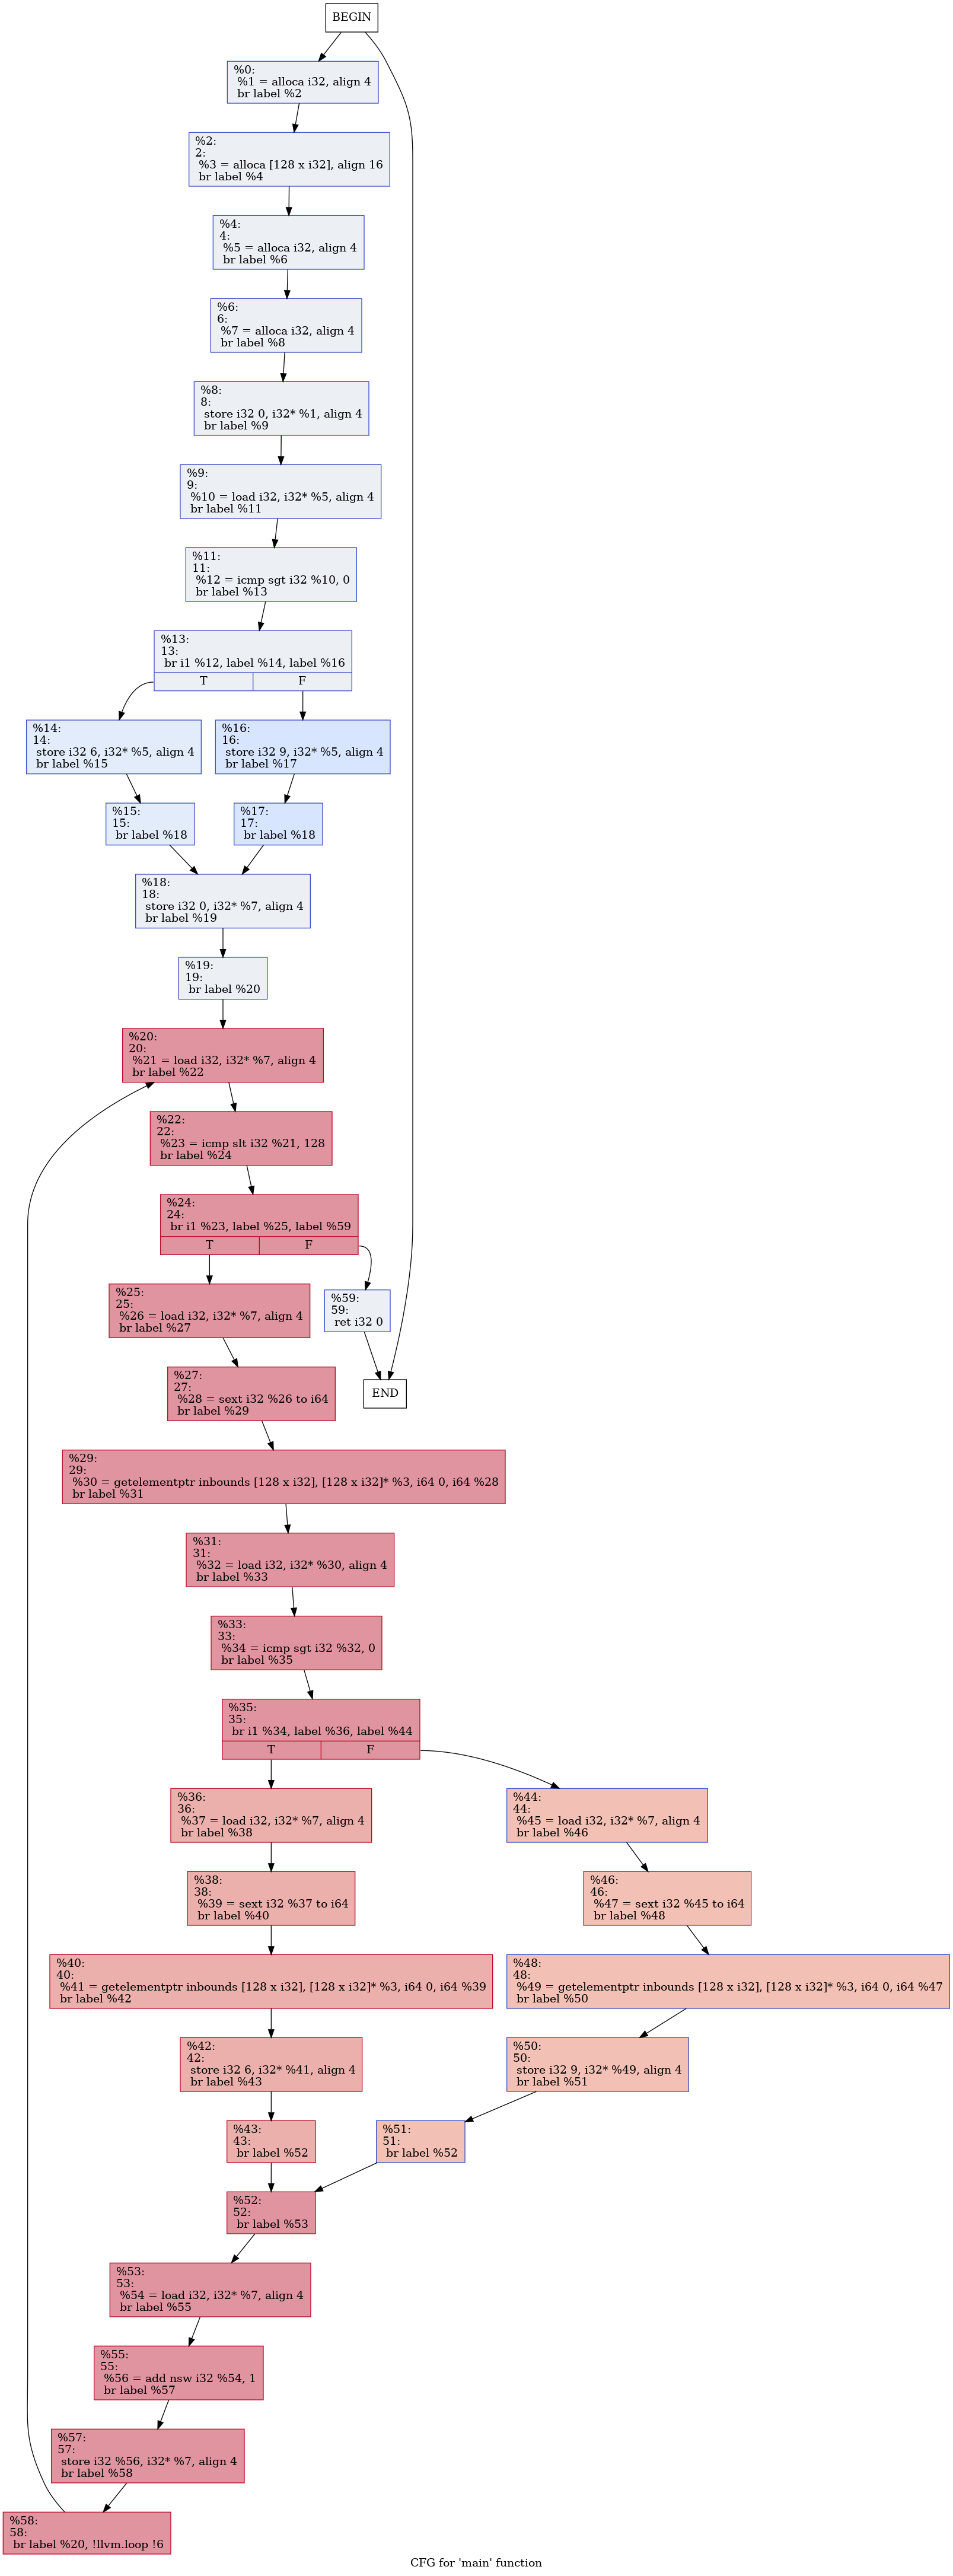 BEGIN
%0:
%1 = alloca i32, align 4
br label %2
%2:
2:
%3 = alloca [128 x i32], align 16
br label %4
%4:
4:
%5 = alloca i32, align 4
br label %6
%6:
6:
%7 = alloca i32, align 4
br label %8
%8:
8:
store i32 0, i32* %1, align 4
br label %9
%9:
9:
%10 = load i32, i32* %5, align 4
br label %11
%11:
11:
%12 = icmp sgt i32 %10, 0
br label %13
%13:
13:
br i1 %12, label %14, label %16
T F
%14:
14:
store i32 6, i32* %5, align 4
br label %15
%16:
16:
store i32 9, i32* %5, align 4
br label %17
%15:
15:
br label %18
%17:
17:
br label %18
%18:
18:
store i32 0, i32* %7, align 4
br label %19
%19:
19:
br label %20
%20:
20:
%21 = load i32, i32* %7, align 4
br label %22
%22:
22:
%23 = icmp slt i32 %21, 128
br label %24
%24:
24:
br i1 %23, label %25, label %59
T F
%25:
25:
%26 = load i32, i32* %7, align 4
br label %27
%59:
59:
ret i32 0
%27:
27:
%28 = sext i32 %26 to i64
br label %29
END
%29:
29:
%30 = getelementptr inbounds [128 x i32], [128 x i32]* %3, i64 0, i64 %28
br label %31
%31:
31:
%32 = load i32, i32* %30, align 4
br label %33
%33:
33:
%34 = icmp sgt i32 %32, 0
br label %35
%35:
35:
br i1 %34, label %36, label %44
T F
%36:
36:
%37 = load i32, i32* %7, align 4
br label %38
%44:
44:
%45 = load i32, i32* %7, align 4
br label %46
%38:
38:
%39 = sext i32 %37 to i64
br label %40
%46:
46:
%47 = sext i32 %45 to i64
br label %48
%40:
40:
%41 = getelementptr inbounds [128 x i32], [128 x i32]* %3, i64 0, i64 %39
br label %42
%48:
48:
%49 = getelementptr inbounds [128 x i32], [128 x i32]* %3, i64 0, i64 %47
br label %50
%42:
42:
store i32 6, i32* %41, align 4
br label %43
%50:
50:
store i32 9, i32* %49, align 4
br label %51
%43:
43:
br label %52
%51:
51:
br label %52
%52:
52:
br label %53
%53:
53:
%54 = load i32, i32* %7, align 4
br label %55
%55:
55:
%56 = add nsw i32 %54, 1
br label %57
%57:
57:
store i32 %56, i32* %7, align 4
br label %58
%58:
58:
br label %20, !llvm.loop !6
CFG for 'main' function